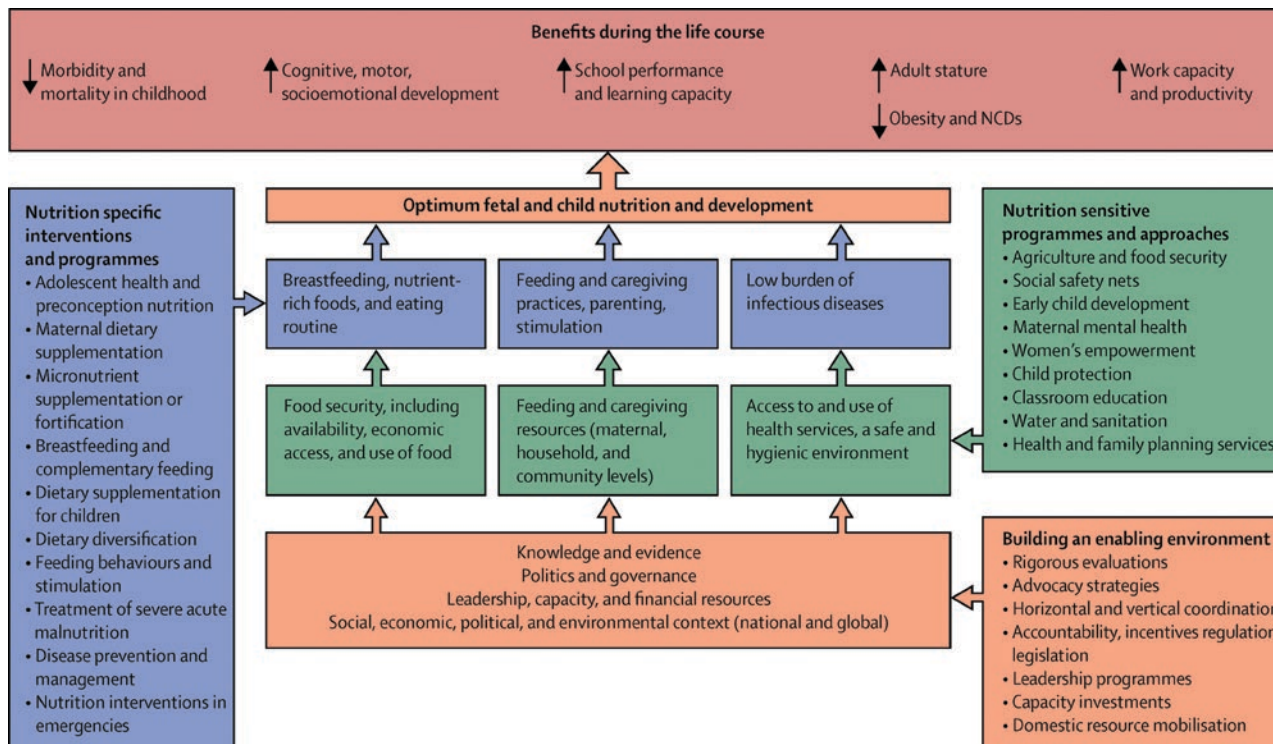 Benefits during the life course
Morbidity and
mortality in childhood
Cognitive, motor,
socioemotional development
School performance
and learning capacity
Adult stature
Obesity and NCDs
Work capacity
and productivity
Nutrition specific
interventions
and programmes
• Adolescent health and
preconception nutrition
• Maternal dietary
supplementation
• Micronutrient
supplementation or
fortification
• Breastfeeding and
complementary feeding
• Dietary supplementation
for children
• Dietary diversification
• Feeding behaviours and
stimulation
• Treatment of severe acute
malnutrition
• Disease prevention and
management
• Nutrition interventions in
emergencies
Optimum fetal and child nutrition and development
Breastfeeding, nutrient-
rich foods, and eating
routine
Feeding and caregiving
practices, parenting,
stimulation
Low burden of
infectious diseases
Food security, including
availability, economic
access, and use of food
Feeding and caregiving
resources (maternal,
household, and
community levels)
Access to and use of
health services, a safe and
hygienic environment
Knowledge and evidence
Politics and governance
Leadership, capacity, and financial resources
Social, economic, political, and environmental context (national and global)
Nutrition sensitive
programmes and approaches
• Agriculture and food security
• Social safety nets
• Early child development
• Maternal mental health
• Women's empowerment
• Child protection
• Classroom education
• Water and sanitation
• Health and family planning services
Building an enabling environment
• Rigorous evaluations
• Advocacy strategies
• Horizontal and vertical coordination
• Accountability, incentives regulation,
legislation
• Leadership programmes
• Capacity investments
• Domestic resource mobilisation